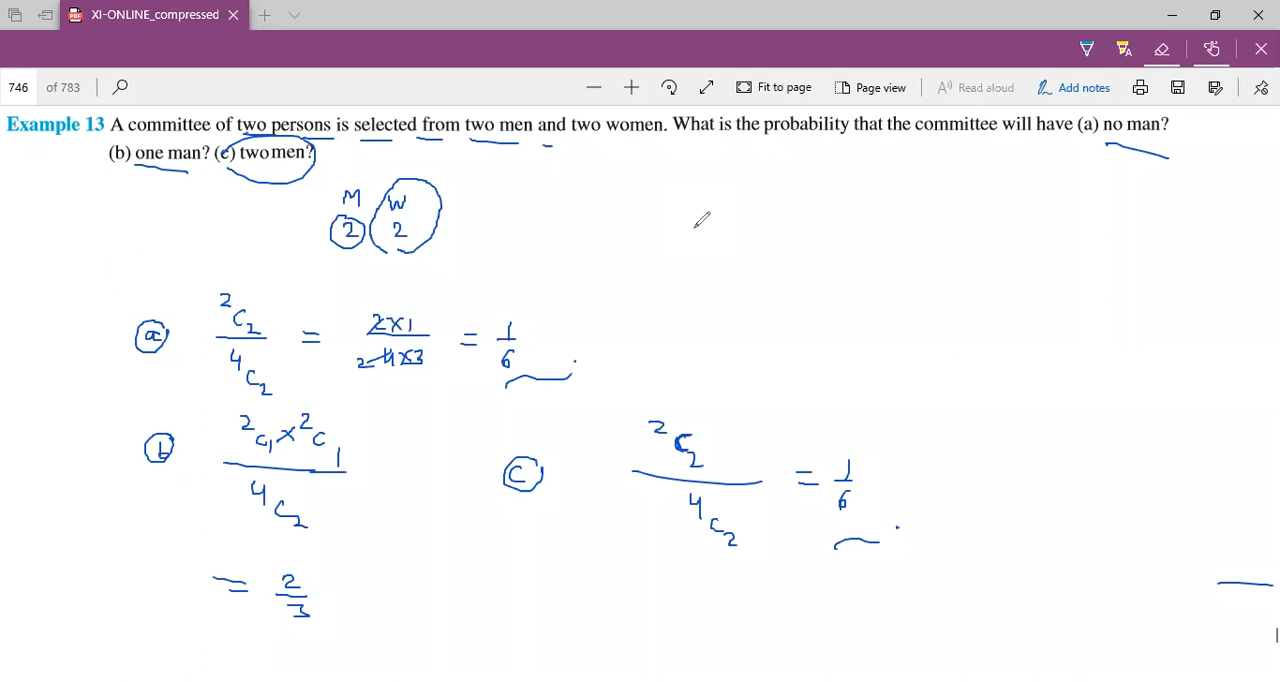 XI-ONLINE_compressed
746 of 783 Fit to page Page view Read aloud Add notes
Example 13 A committee of two persons is selected from two men and two women. What is the probability that the committee will have (a) no man?
(b) one man? (c) two men?
M W
2 2
(a) ²C₂ / ⁴C₂ = 2×1 / 4×3 2 = 1/6
(b) ²C₁ × ²C₁ / ⁴C₂
= 2/3
(c) ²C₂ / ⁴C₂ = 1/6